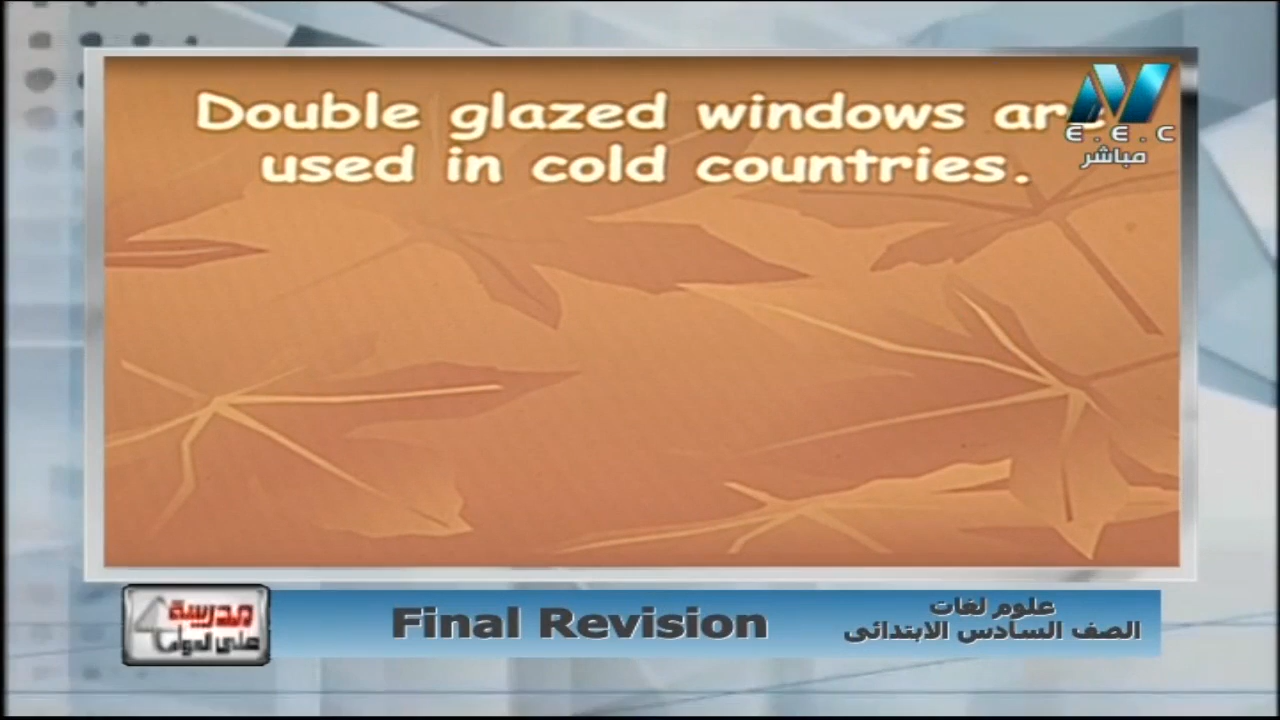 Double glazed windows are
used in cold countries.
E.E.C
مباشر
مدرسة
على الهواء
Final Revision
علوم لغات
الصف السادس الابتدائى